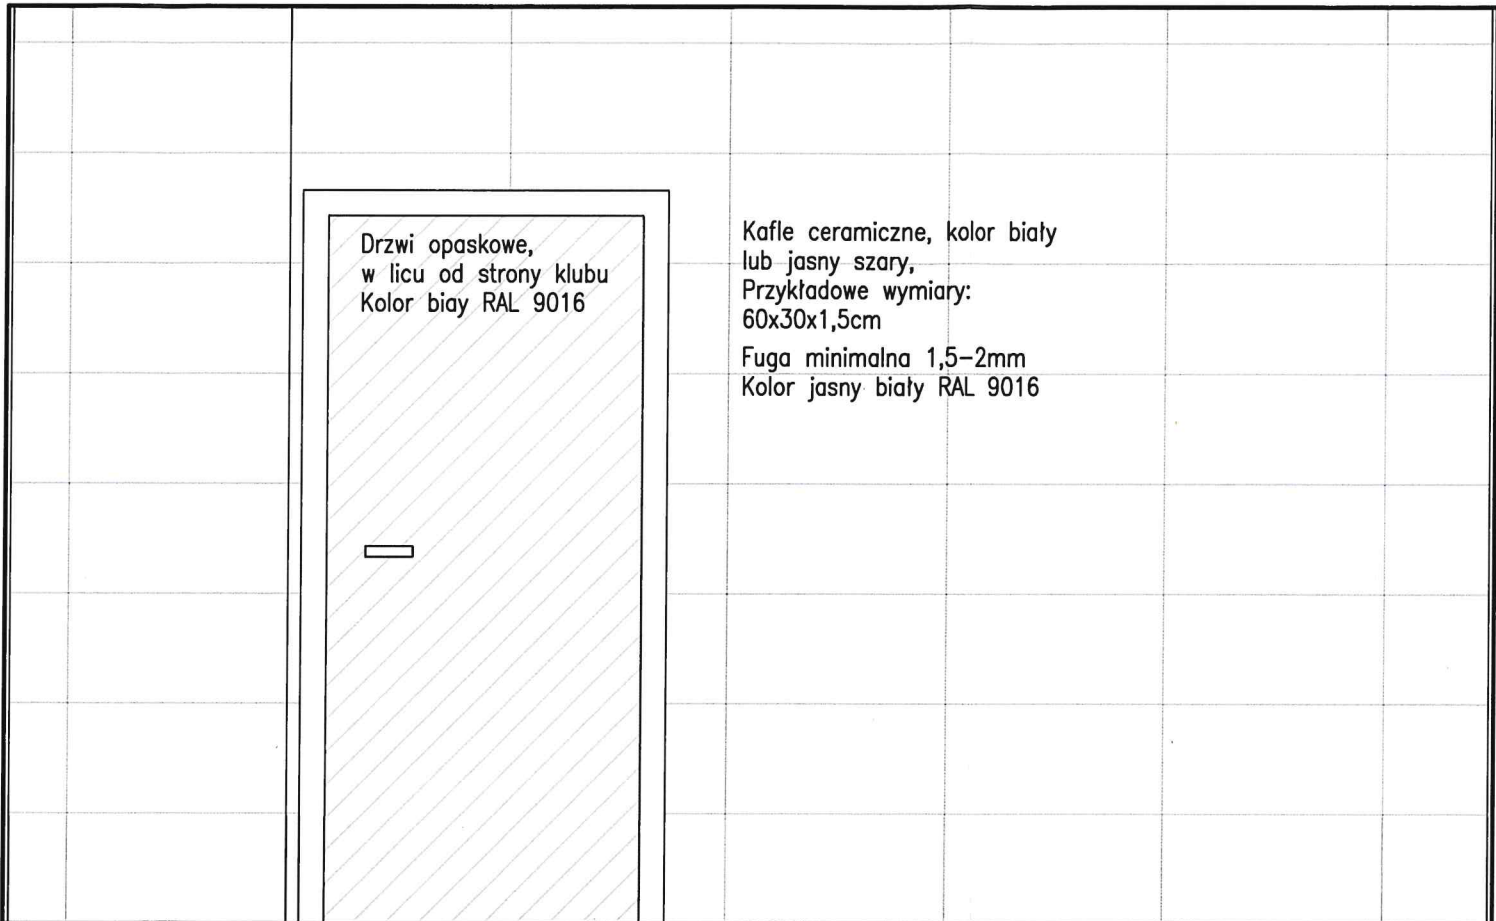 Drzwi opaskowe,
w licu od strony klubu
Kolor biay RAL 9016
Kafle ceramiczne, kolor biały
lub jasny szary,
Przykładowe wymiary:
60x30x1,5cm
Fuga minimalna 1,5-2mm
Kolor jasny biały RAL 9016